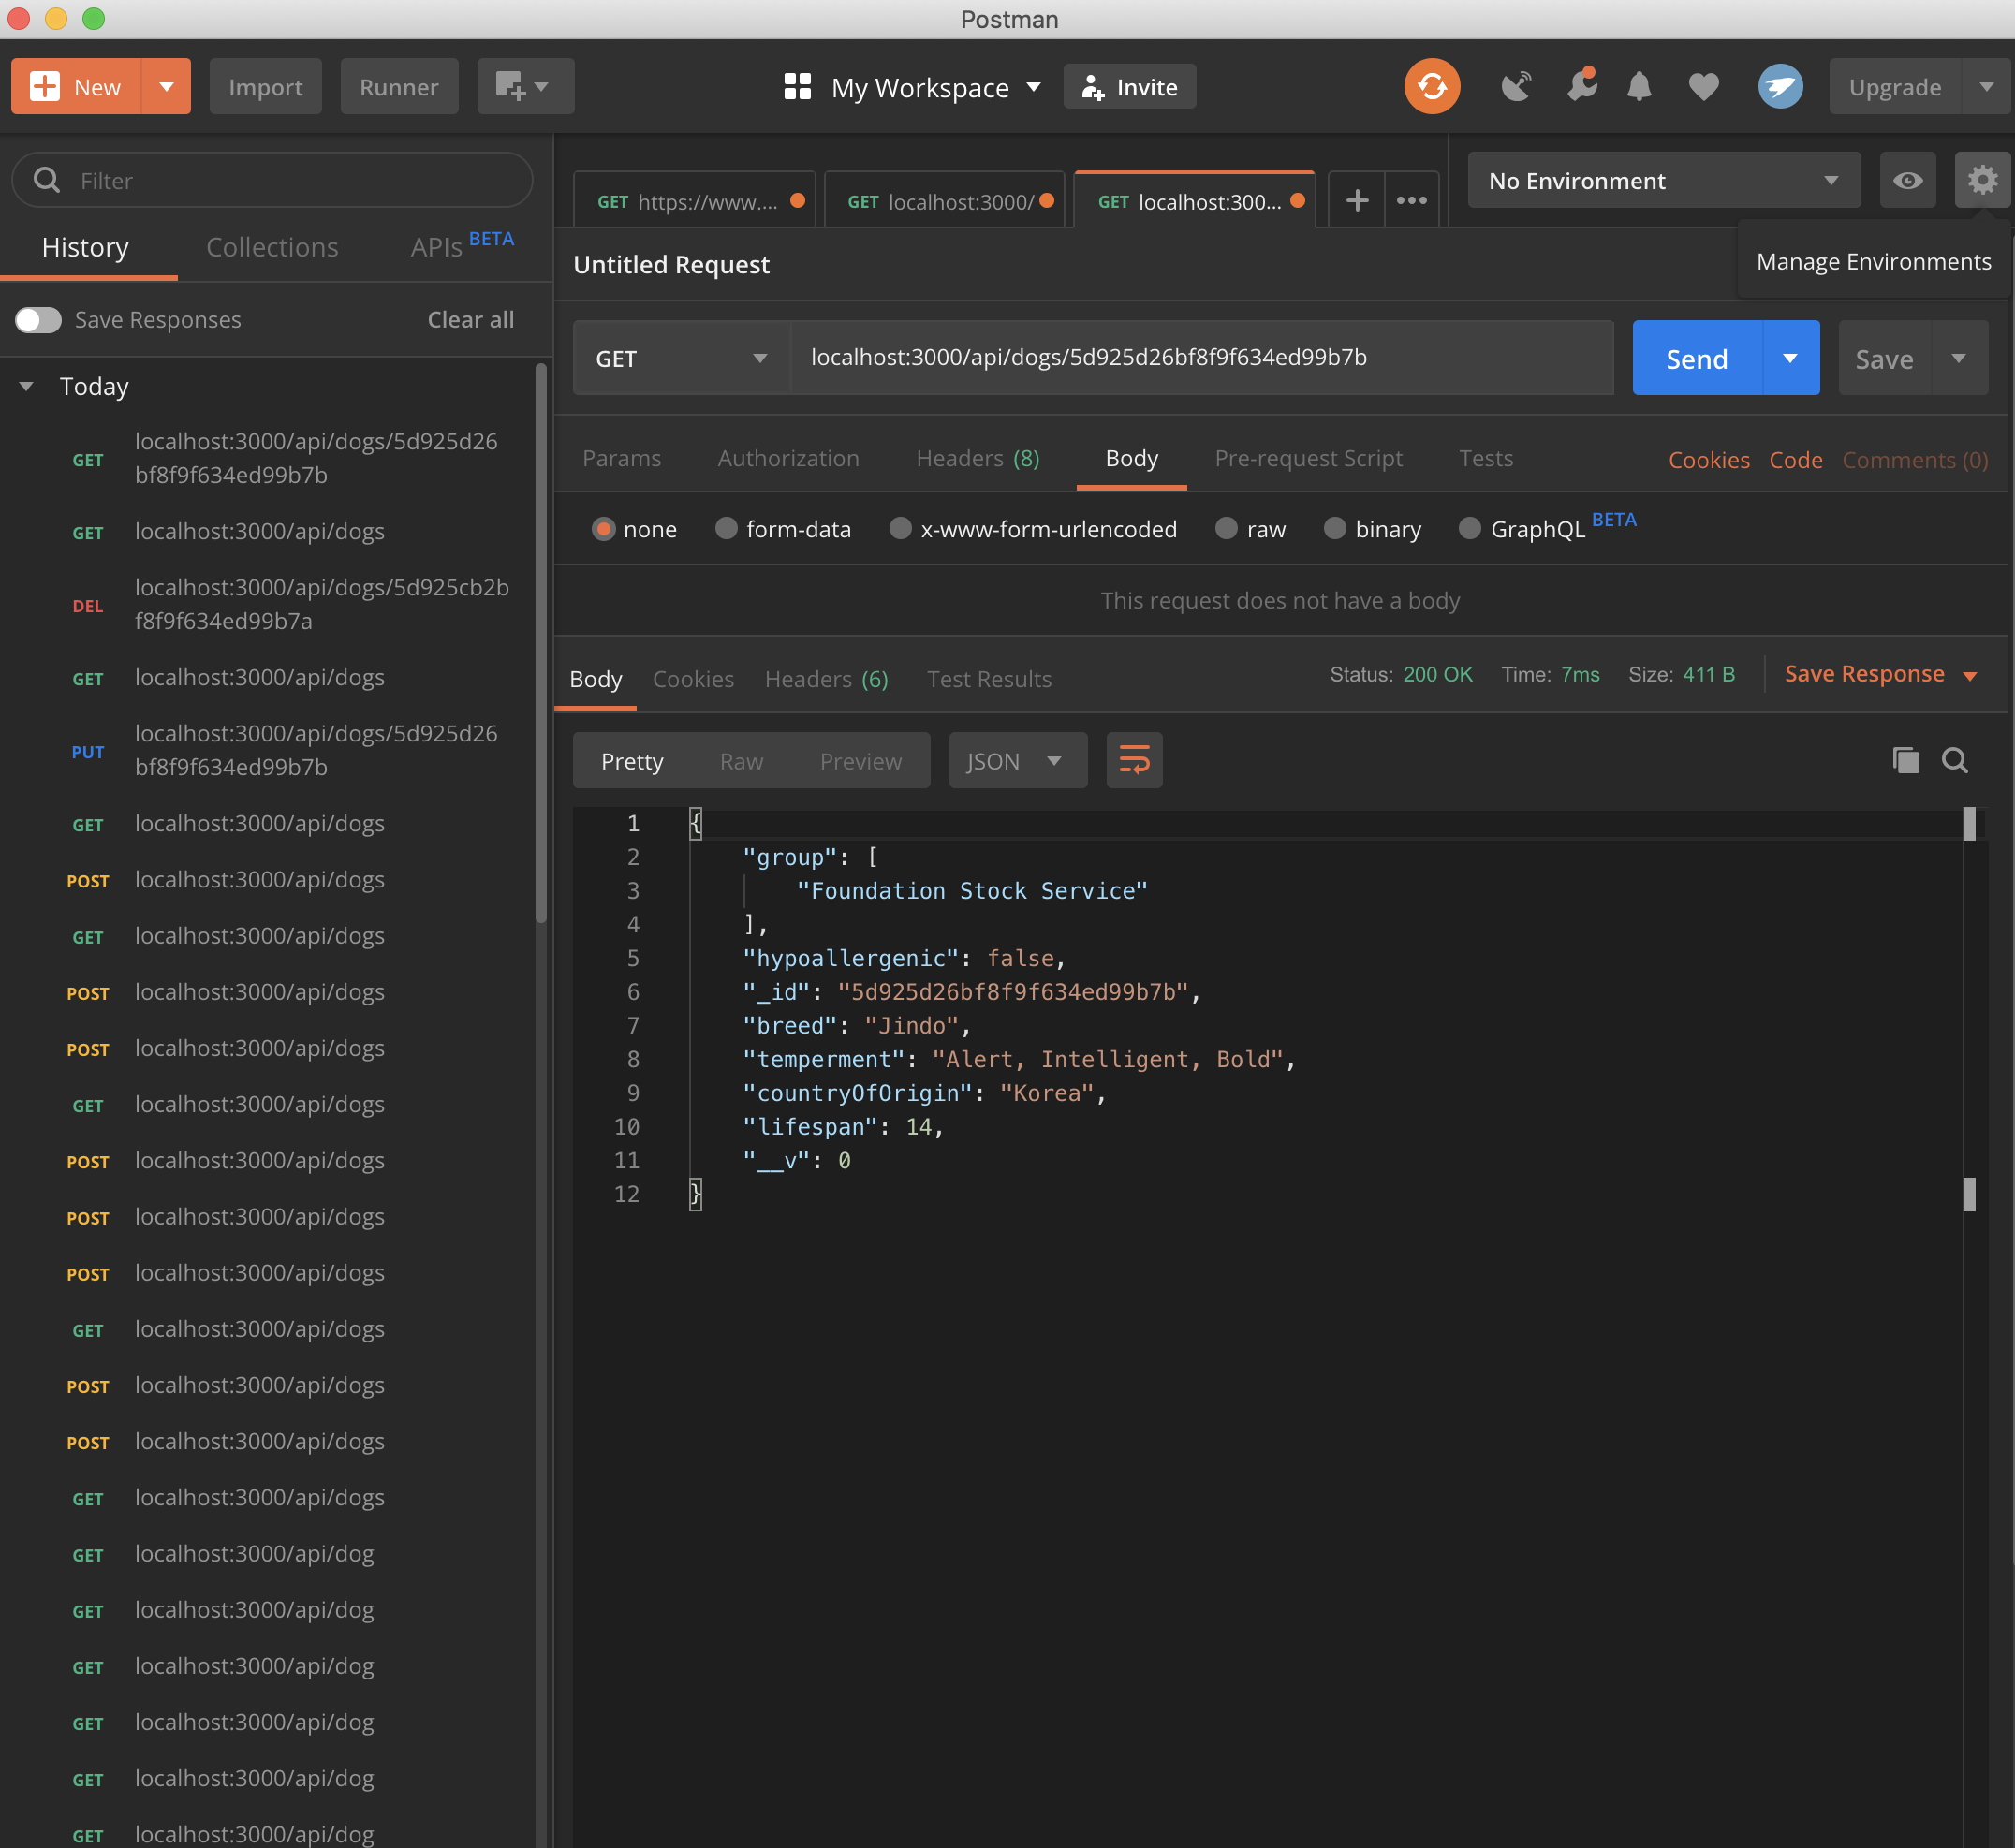 Postman
New
Import
Runner
My Workspace
Invite
Upgrade
Filter
History
Collections
APIs BETA
Save Responses
Clear all
Today
GET localhost:3000/api/dogs/5d925d26
bf8f9f634ed99b7b
GET localhost:3000/api/dogs
DEL localhost:3000/api/dogs/5d925cb2b
f8f9f634ed99b7a
GET localhost:3000/api/dogs
PUT localhost:3000/api/dogs/5d925d26
bf8f9f634ed99b7b
GET localhost:3000/api/dogs
POST localhost:3000/api/dogs
GET localhost:3000/api/dogs
POST localhost:3000/api/dogs
POST localhost:3000/api/dogs
GET localhost:3000/api/dogs
POST localhost:3000/api/dogs
POST localhost:3000/api/dogs
POST localhost:3000/api/dogs
GET localhost:3000/api/dogs
POST localhost:3000/api/dogs
POST localhost:3000/api/dogs
GET localhost:3000/api/dogs
GET localhost:3000/api/dog
GET localhost:3000/api/dog
GET localhost:3000/api/dog
GET localhost:3000/api/dog
GET localhost:3000/api/dog
GET localhost:3000/api/dog
GET https://www....
GET localhost:3000/
GET localhost:300...
No Environment
Manage Environments
Untitled Request
GET
localhost:3000/api/dogs/5d925d26bf8f9f634ed99b7b
Send
Save
Params
Authorization
Headers (8)
Body
Pre-request Script
Tests
Cookies
Code
Comments (0)
none
form-data
x-www-form-urlencoded
raw
binary
GraphQL BETA
This request does not have a body
Body
Cookies
Headers (6)
Test Results
Status: 200 OK
Time: 7ms
Size: 411 B
Save Response
Pretty
Raw
Preview
JSON
1 {
2 "group": [
3 "Foundation Stock Service"
4 ],
5 "hypoallergenic": false,
6 "_id": "5d925d26bf8f9f634ed99b7b",
7 "breed": "Jindo",
8 "temperment": "Alert, Intelligent, Bold",
9 "countryOfOrigin": "Korea",
10 "lifespan": 14,
11 "__v": 0
12 }